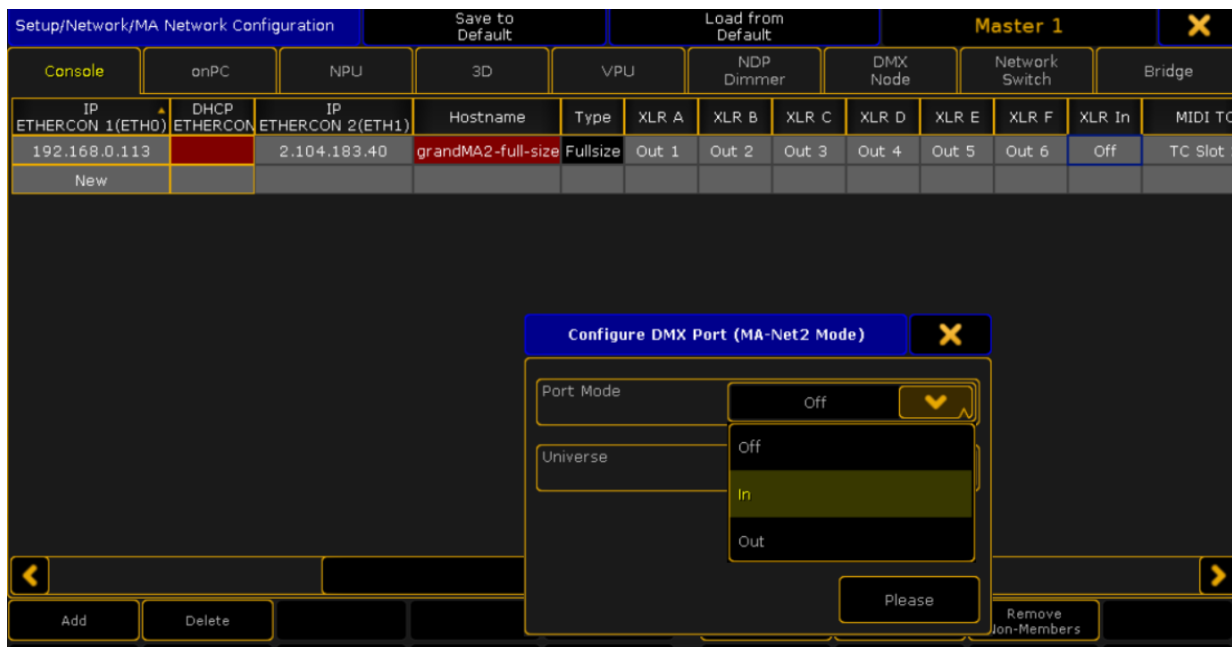 Setup/Network/MA Network Configuration
Save to
Default
Load from
Default
Master 1
Console
onPC
NPU
3D
VPU
NDP
Dimmer
DMX
Node
Network
Switch
Bridge
IP
ETHERCON 1(ETH0)
DHCP
ETHERCON
IP
ETHERCON 2(ETH1)
Hostname
Type
XLR A
XLR B
XLR C
XLR D
XLR E
XLR F
XLR In
MIDI TC
192.168.0.113
2.104.183.40
grandMA2-full-size
Fullsize
Out 1
Out 2
Out 3
Out 4
Out 5
Out 6
Off
TC Slot
New
Configure DMX Port (MA-Net2 Mode)
Port Mode
Off
Universe
Off
In
Out
Please
Add
Delete
Remove
Non-Members